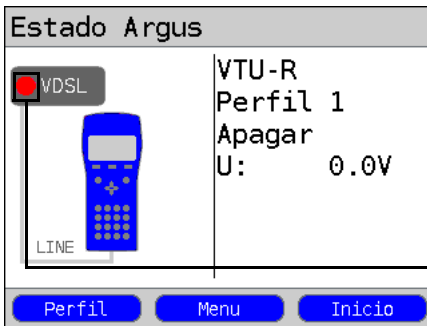 Estado Argus
VDSL
VTU-R
Perfil 1
Apagar
U: 0.0V
LINE
Perfil Menu Inicio